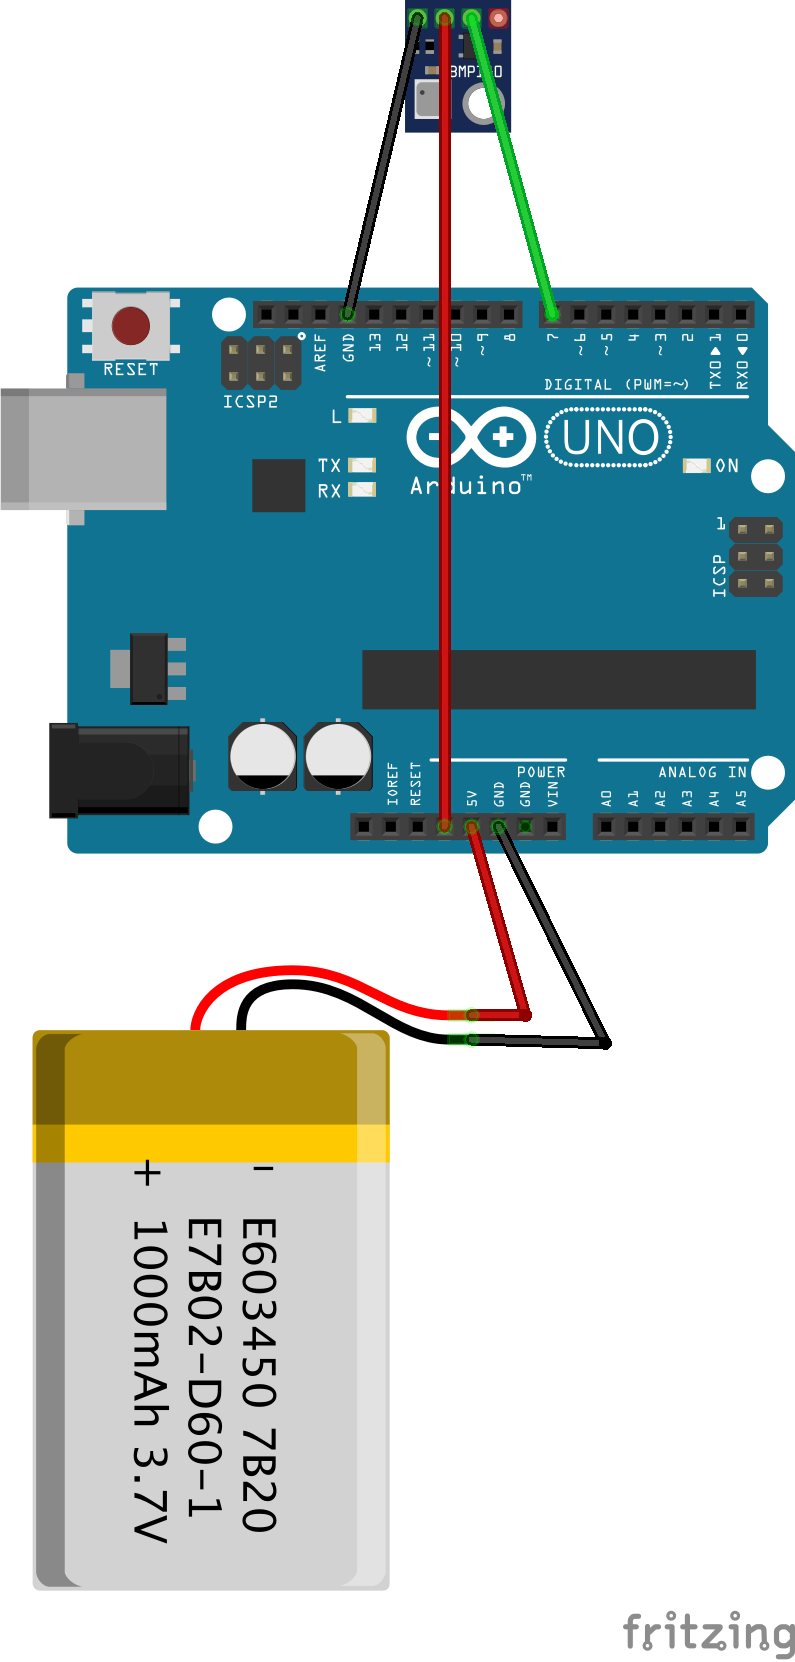 BMP180
RESET
ICSP2
AREF
GND
13
12
~11
~10
~9
8
7
~6
~5
4
~3
2
TX0▶1
RX0◀0
DIGITAL (PWM=~)
L
TX
RX
Arduino™
UNO
ON
1
ICSP
IOREF
RESET
5V
GND
GND
VIN
POWER
ANALOG IN
A0
A1
A2
A3
A4
A5
- E603450 7B20
E7B02-D60-1
+ 1000mAh 3.7V
fritzing